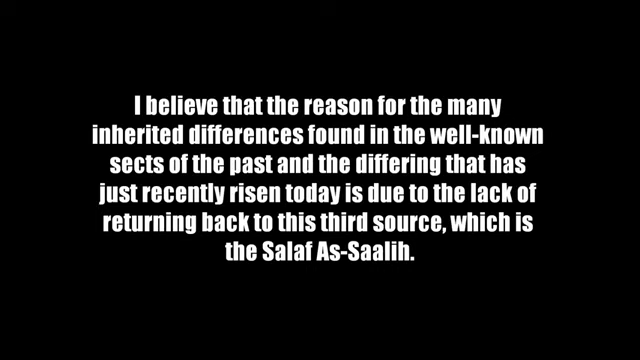 I believe that the reason for the many
inherited differences found in the well-known
sects of the past and the differing that has
just recently risen today is due to the lack of
returning back to this third source, which is
the Salaf As-Saalih.